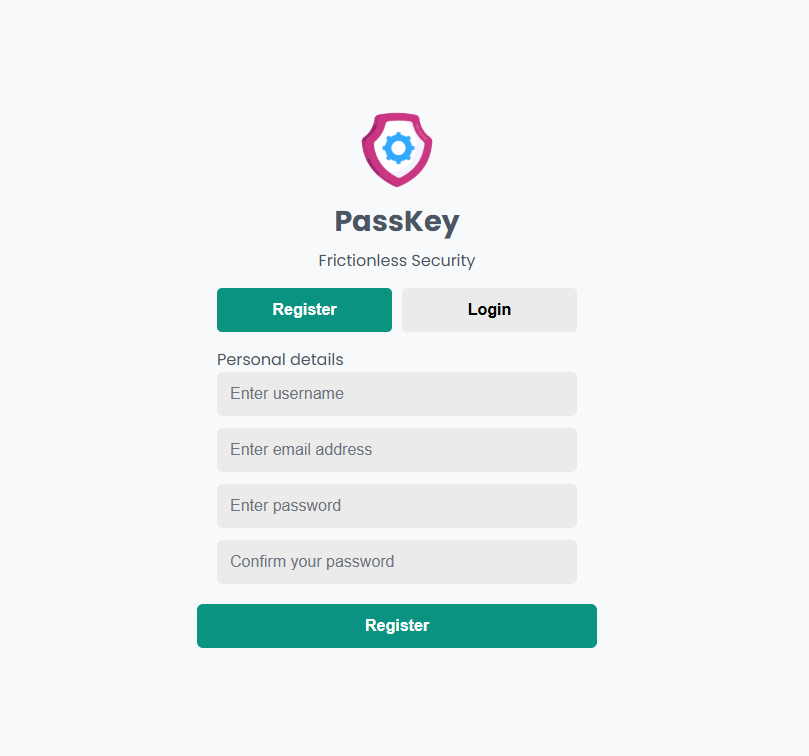 PassKey
Frictionless Security
Register Login
Personal details
Enter username
Enter email address
Enter password
Confirm your password
Register